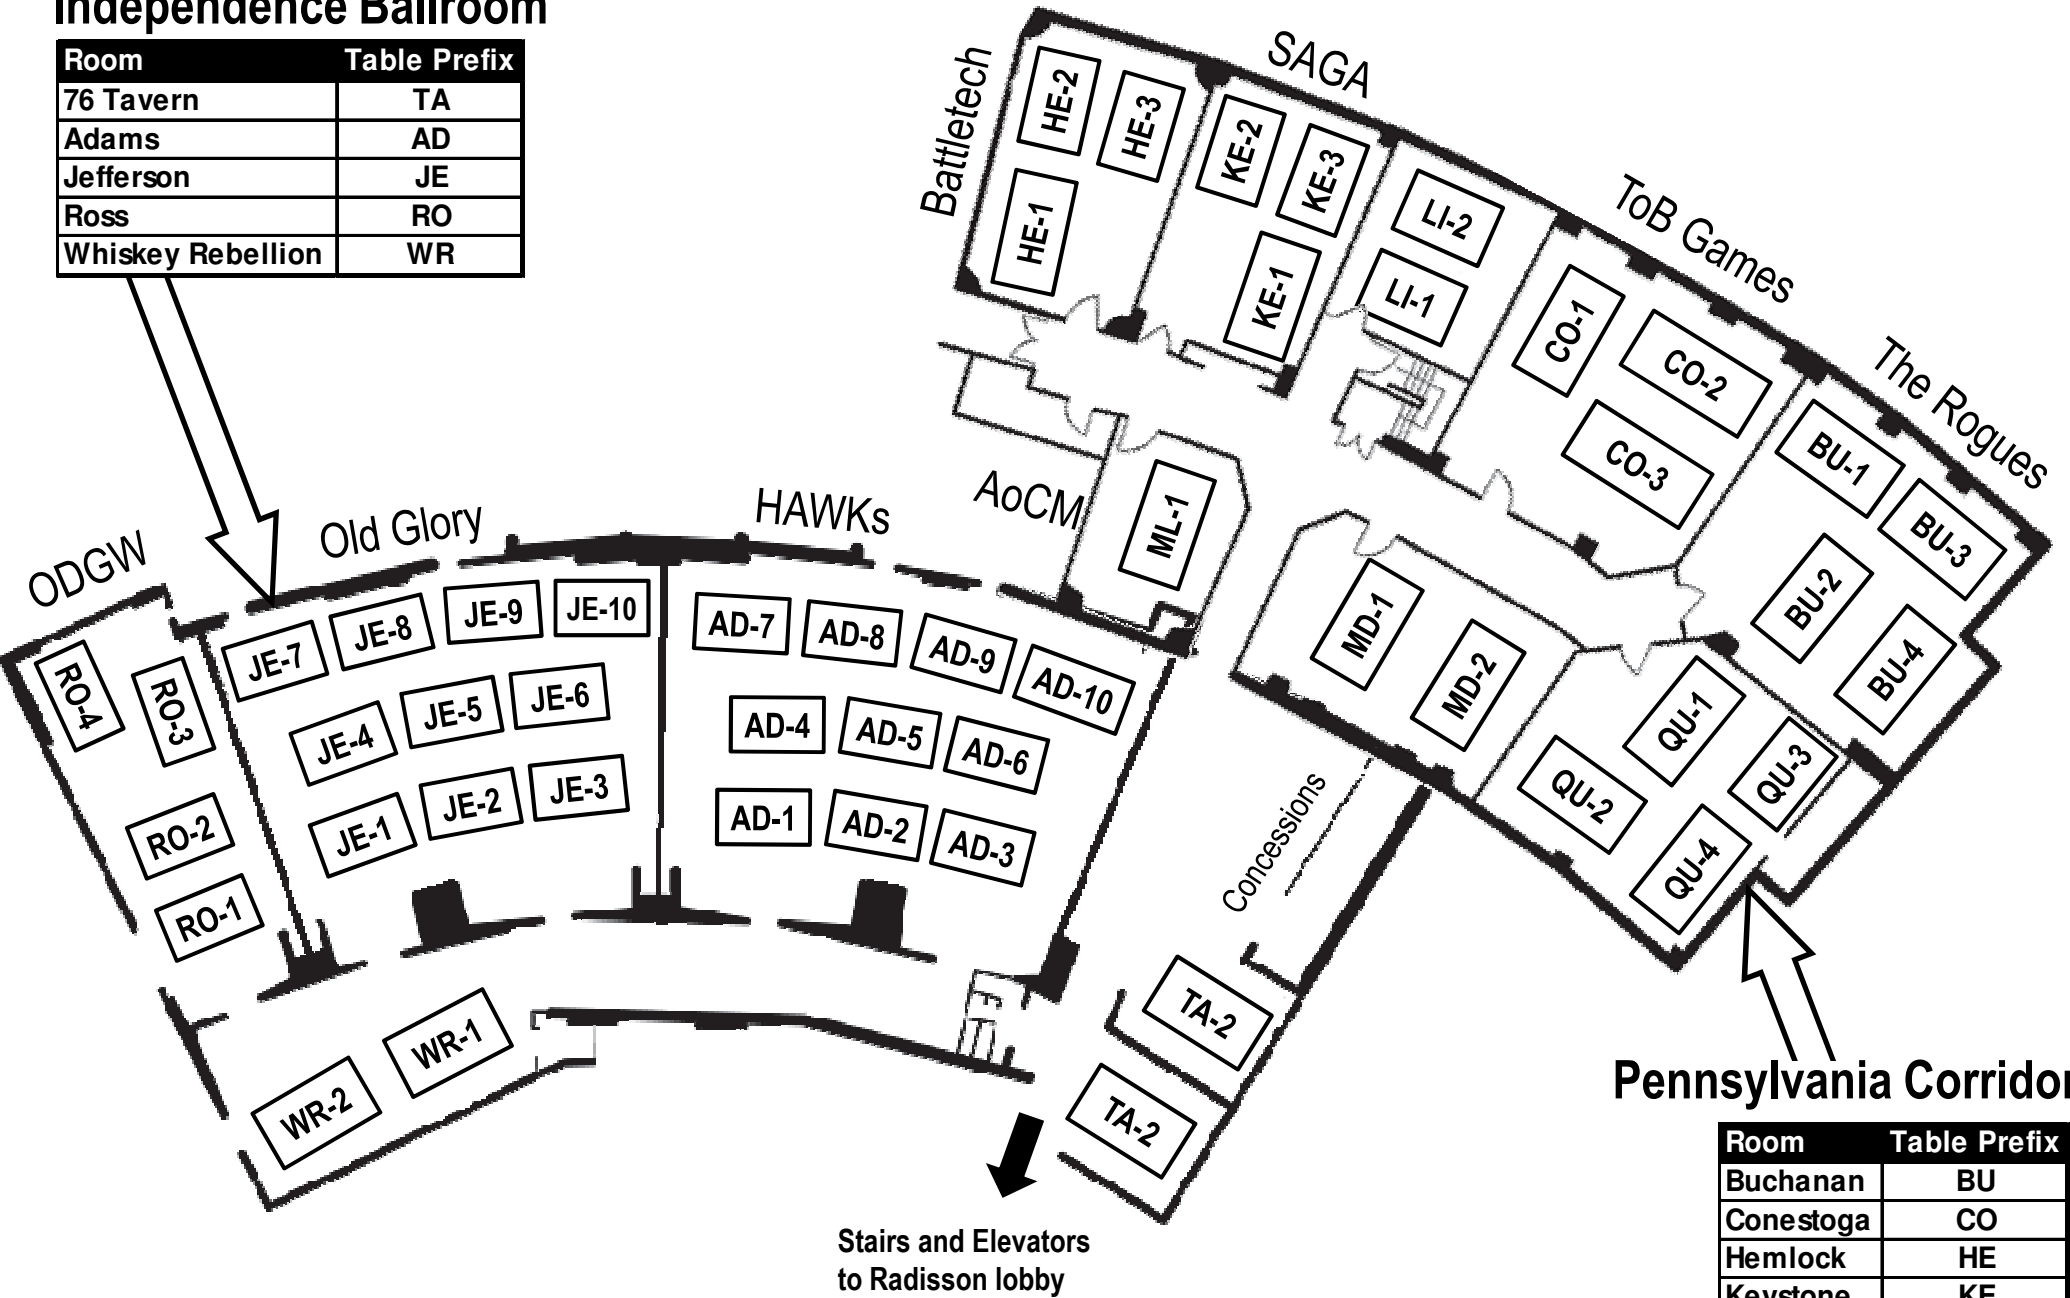 Independence Ballroom
Room Table Prefix
76 Tavern TA
Adams AD
Jefferson JE
Ross RO
Whiskey Rebellion WR
Battletech
SAGA
ToB Games
The Rogues
HE-2
HE-3
HE-1
KE-2
KE-3
KE-1
LI-2
LI-1
CO-1
CO-2
CO-3
BU-1
BU-3
BU-2
BU-4
AoCM
ML-1
MD-1
MD-2
QU-1
QU-2
QU-3
QU-4
ODGW
Old Glory
HAWKs
RO-4
RO-3
RO-2
RO-1
JE-7
JE-8
JE-9
JE-10
JE-4
JE-5
JE-6
JE-1
JE-2
JE-3
AD-7
AD-8
AD-9
AD-10
AD-4
AD-5
AD-6
AD-1
AD-2
AD-3
Concessions
WR-1
WR-2
TA-2
TA-2
Stairs and Elevators
to Radisson lobby
Pennsylvania Corridor
Room Table Prefix
Buchanan BU
Conestoga CO
Hemlock HE
Keystone KE